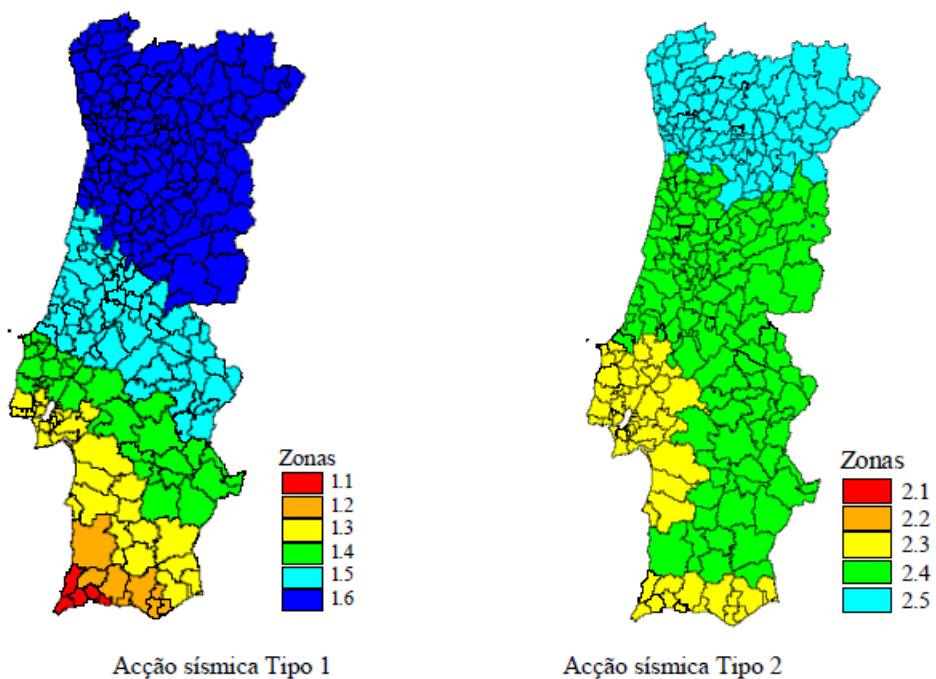 Zonas
1.1
1.2
1.3
1.4
1.5
1.6
Zonas
2.1
2.2
2.3
2.4
2.5
Acção sísmica Tipo 1
Acção sísmica Tipo 2